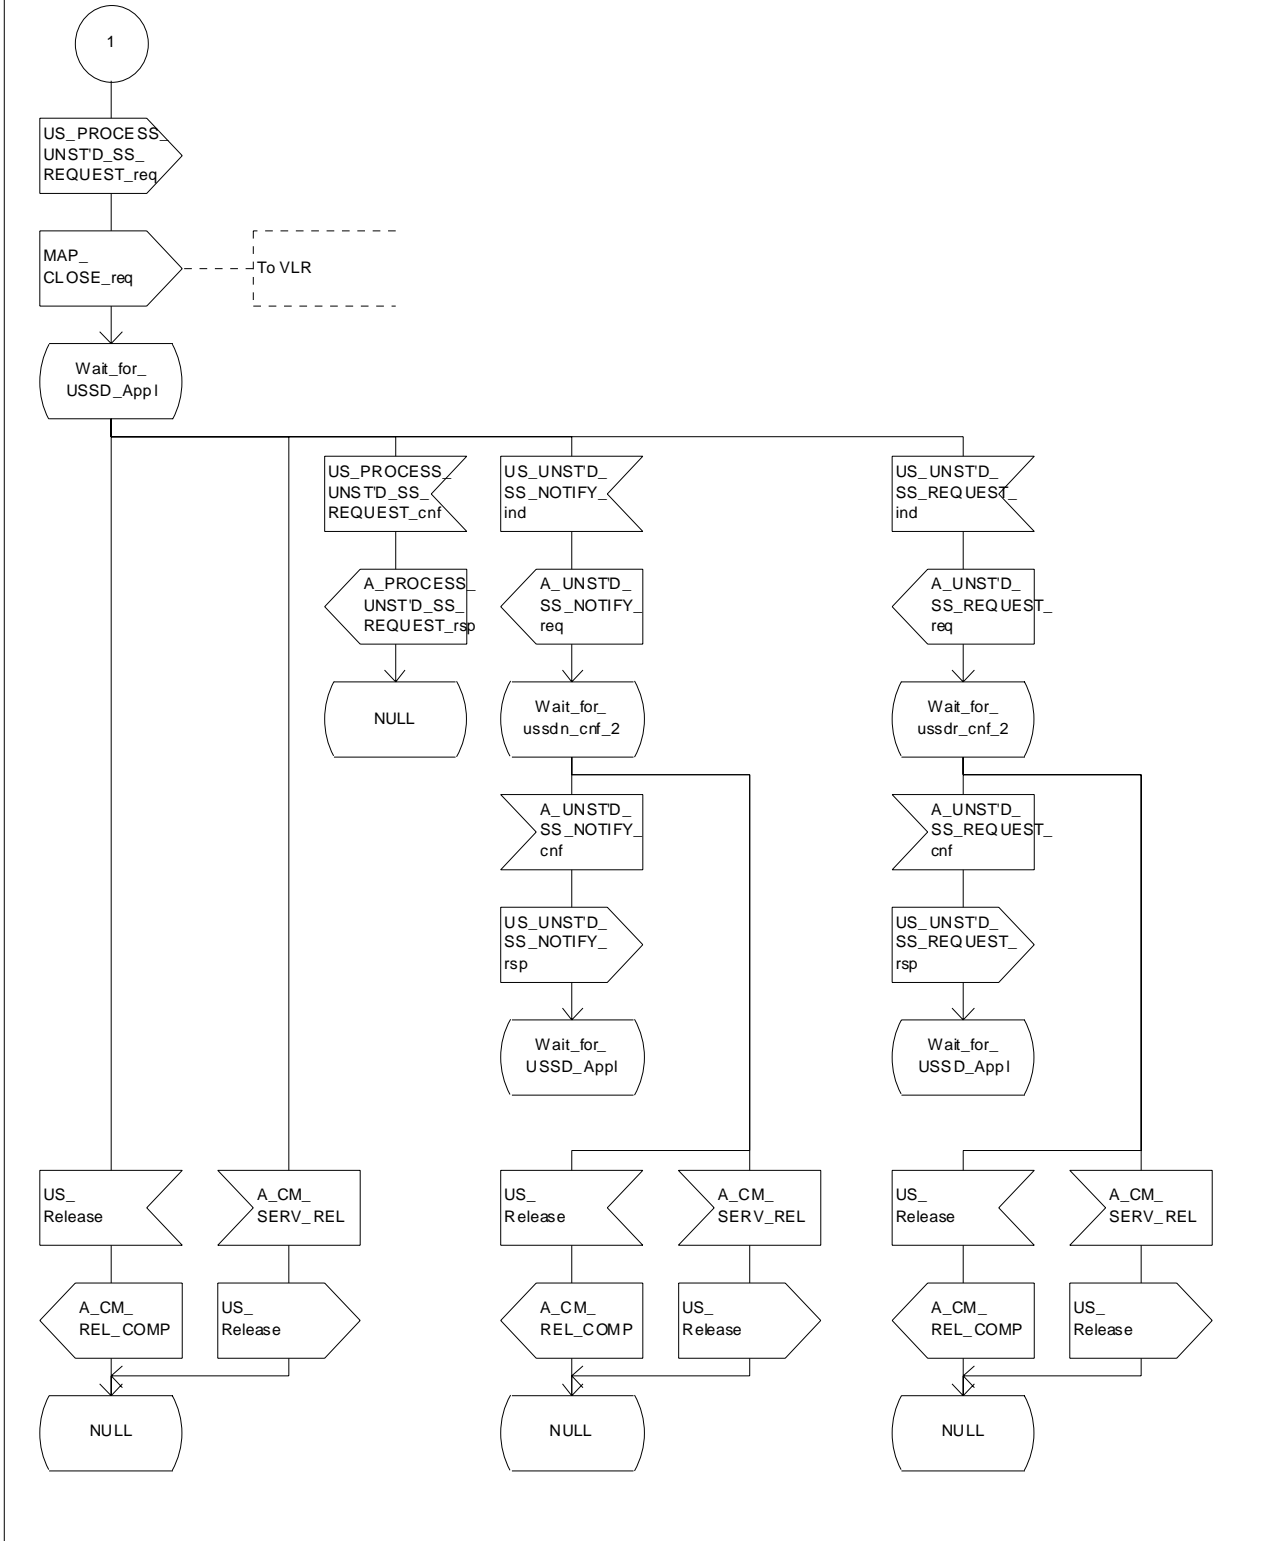 1
US_PROCESS_
UNST'D_SS_
REQUEST_req
MAP_
CLOSE_req
To VLR
Wait_for_
USSD_Appl
US_PROCESS_
UNST'D_SS_
REQUEST_cnf
US_UNST'D_
SS_NOTIFY_
ind
US_UNST'D_
SS_REQUEST_
ind
A_PROCESS_
UNST'D_SS_
REQUEST_rsp
A_UNST'D_
SS_NOTIFY_
req
A_UNST'D_
SS_REQUEST_
req
NULL
Wait_for_
ussdn_cnf_2
Wait_for_
ussdr_cnf_2
A_UNST'D_
SS_NOTIFY_
cnf
A_UNST'D_
SS_REQUEST_
cnf
US_UNST'D_
SS_NOTIFY_
rsp
US_UNST'D_
SS_REQUEST_
rsp
Wait_for_
USSD_Appl
Wait_for_
USSD_Appl
US_
Release
A_CM_
SERV_REL
US_
Release
A_CM_
SERV_REL
US_
Release
A_CM_
SERV_REL
A_CM_
REL_COMP
US_
Release
A_CM_
REL_COMP
US_
Release
A_CM_
REL_COMP
US_
Release
NULL
NULL
NULL